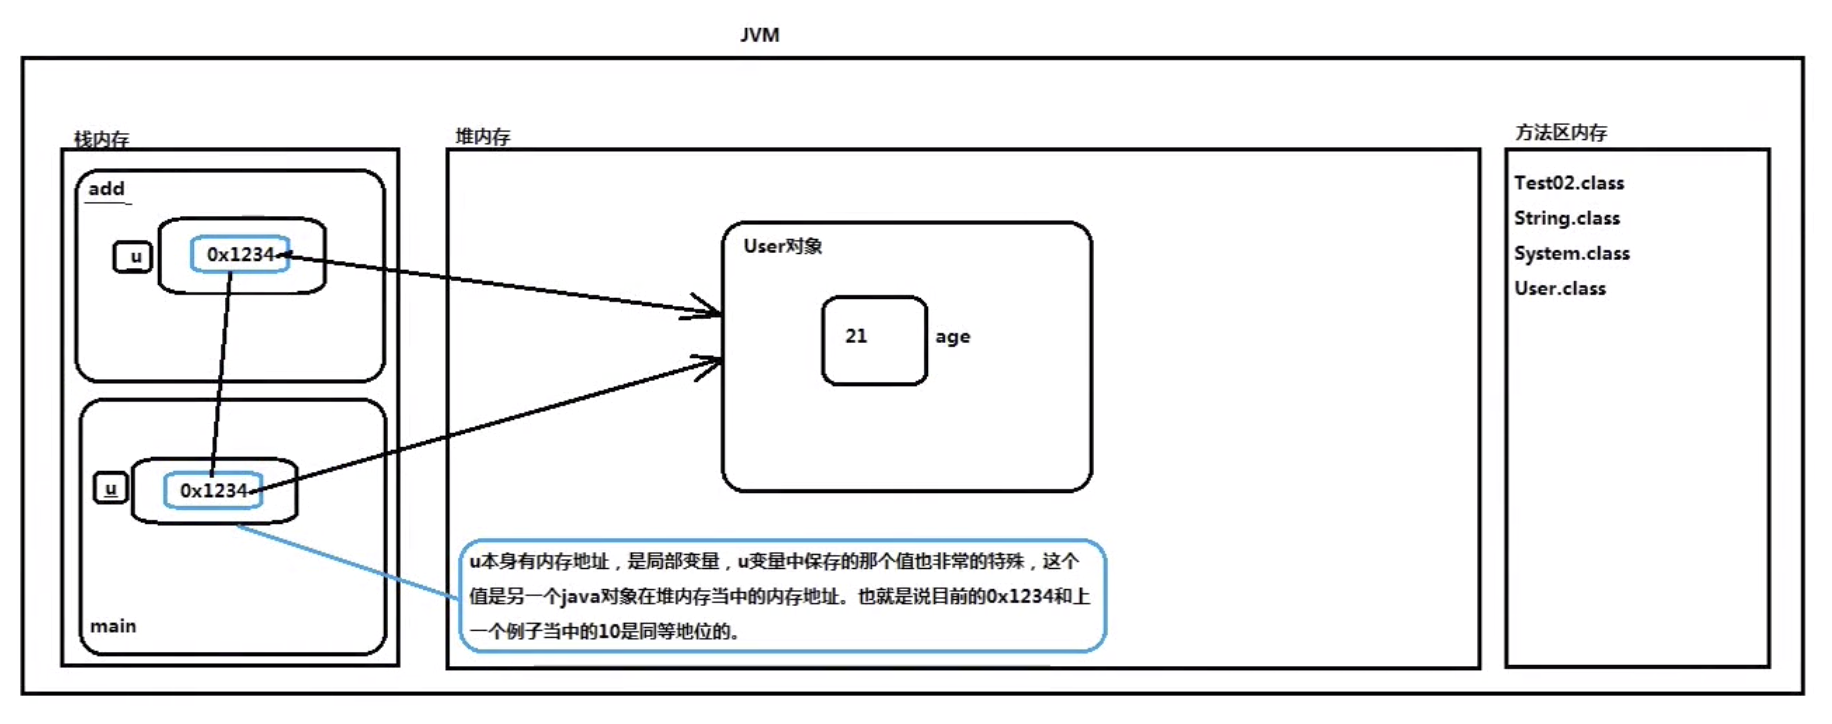 JVM
栈内存
add
u
0x1234
u
0x1234
main
堆内存
User对象
21
age
u本身有内存地址，是局部变量，u变量中保存的那个值也非常的特殊，这个
值是另一个java对象在堆内存当中的内存地址。也就是说目前的0x1234和上
一个例子当中的10是同等地位的。
方法区内存
Test02.class
String.class
System.class
User.class